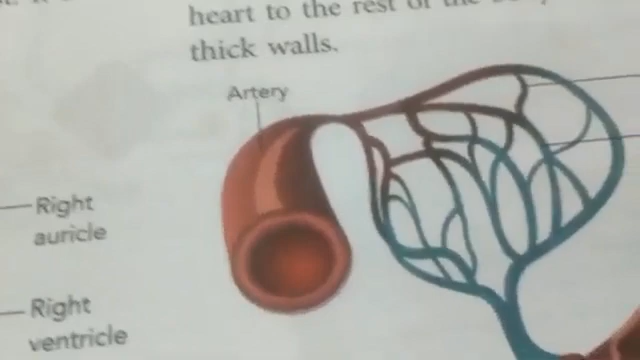 heart to the rest of the
thick walls.
Artery
Right
auricle
Right
ventricle